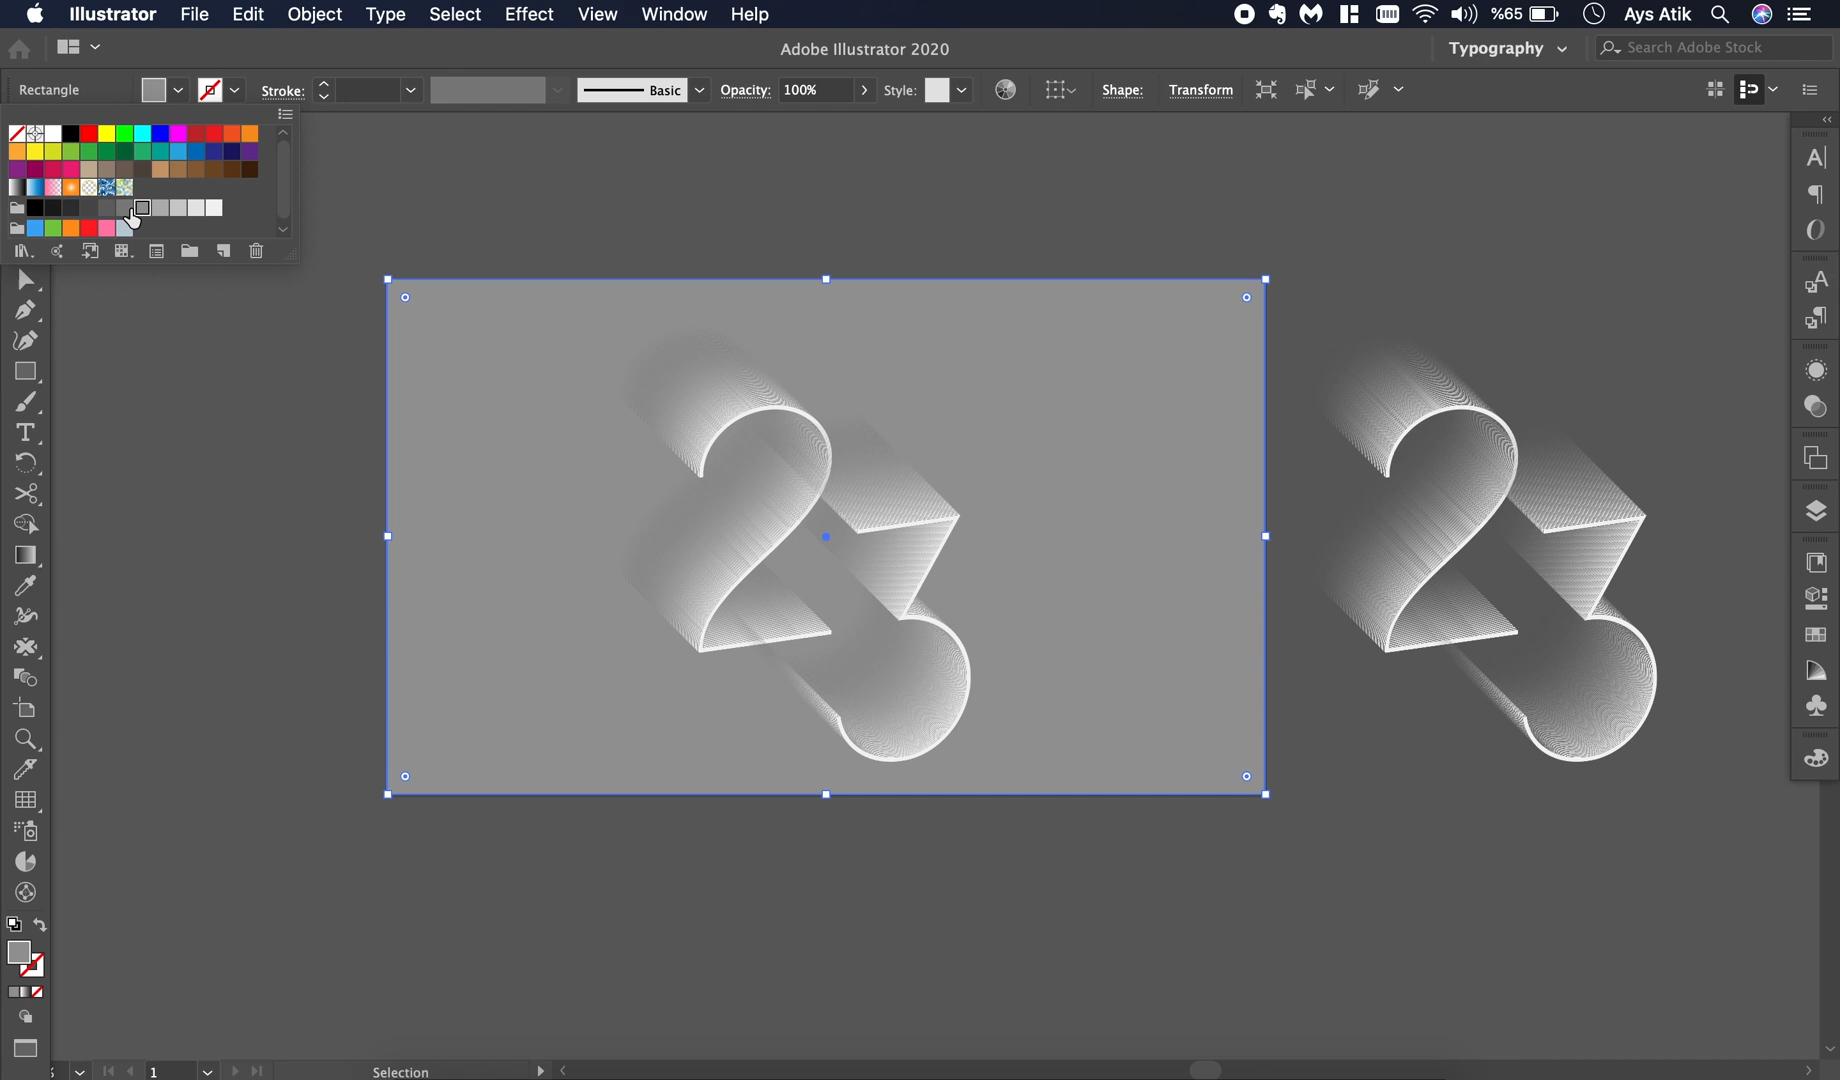 Illustrator File Edit Object Type Select Effect View Window Help %65 Ays Atik
Adobe Illustrator 2020 Typography Search Adobe Stock
Rectangle Stroke: Basic Opacity: 100% Style: Shape: Transform
23
1 Selection